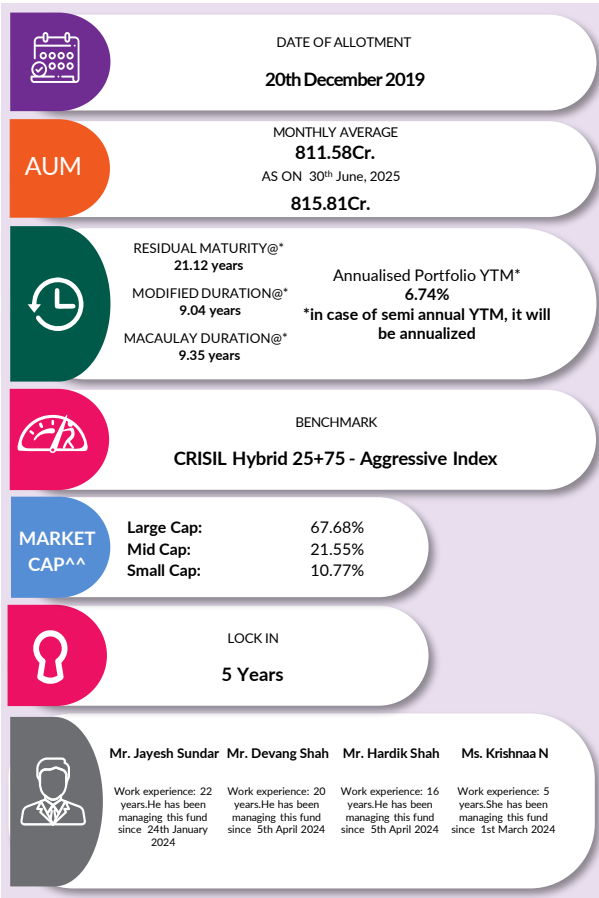 DATE OF ALLOTMENT
20th December 2019
AUM
MONTHLY AVERAGE
811.58Cr.
AS ON 30th June, 2025
815.81Cr.
RESIDUAL MATURITY@*
21.12 years
MODIFIED DURATION@*
9.04 years
MACAULAY DURATION@*
9.35 years
Annualised Portfolio YTM*
6.74%
*in case of semi annual YTM, it will
be annualized
BENCHMARK
CRISIL Hybrid 25+75 - Aggressive Index
MARKET
CAP^^
Large Cap: 67.68%
Mid Cap: 21.55%
Small Cap: 10.77%
LOCK IN
5 Years
Mr. Jayesh Sundar
Work experience: 22
years.He has been
managing this fund
since 24th January
2024
Mr. Devang Shah
Work experience: 20
years.He has been
managing this fund
since 5th April 2024
Mr. Hardik Shah
Work experience: 16
years.He has been
managing this fund
since 5th April 2024
Ms. Krishnaa N
Work experience: 5
years.She has been
managing this fund
since 1st March 2024